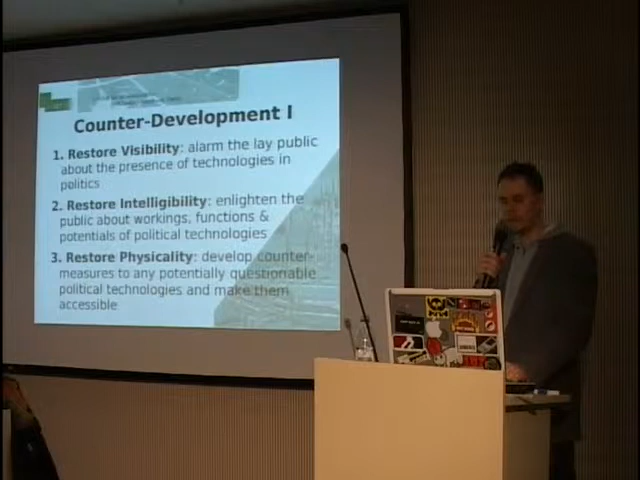 Counter-Development I
1. Restore Visibility: alarm the lay public
about the presence of technologies in
politics
2. Restore Intelligibility: enlighten the
public about workings, functions &
potentials of political technologies
3. Restore Physicality: develop counter-
measures to any potentially questionable
political technologies and make them
accessible